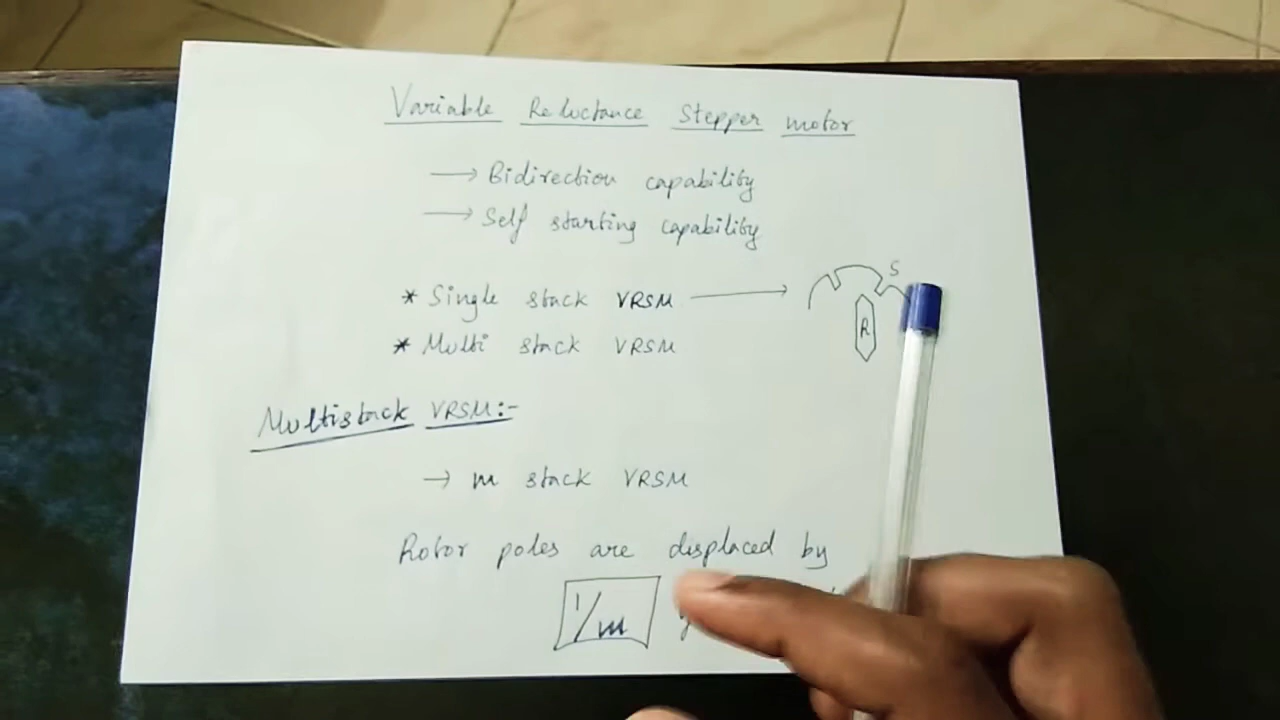 Variable Reluctance Stepper motor
→ Bidirection capability
→ Self starting capability
* Single stack VRSM →
S
R
* Multi stack VRSM
Multistack VRSM:-
→ m stack VRSM
Rotor poles are displaced by
1/m